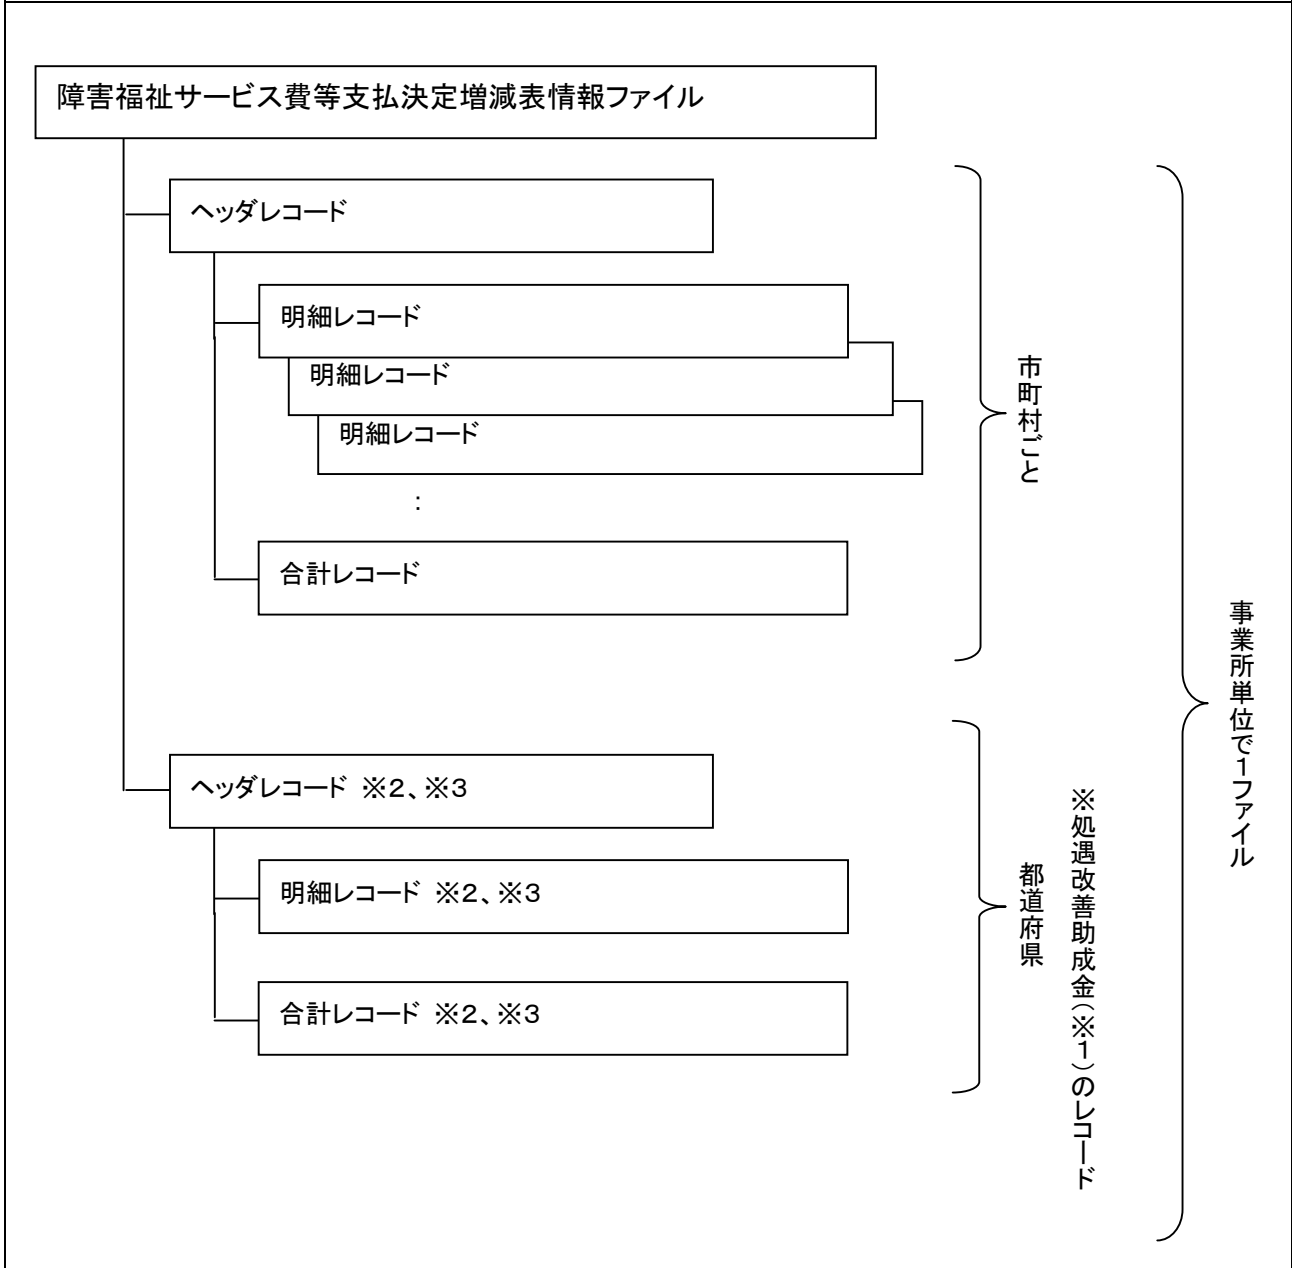 障害福祉サービス費等支払決定増減表情報ファイル
ヘッダレコード
明細レコード
明細レコード
明細レコード
:
合計レコード
市町村ごと
ヘッダレコード ※2、※3
明細レコード ※2、※3
合計レコード ※2、※3
都道府県
※処遇改善助成金(※1)のレコード
事業所単位で1ファイル